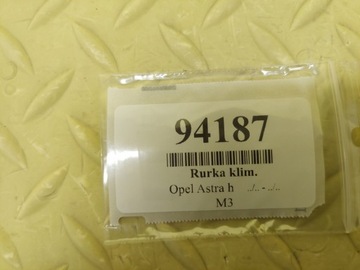 94187
Rurka klim.
Opel Astra h ../.. - ../..
M3